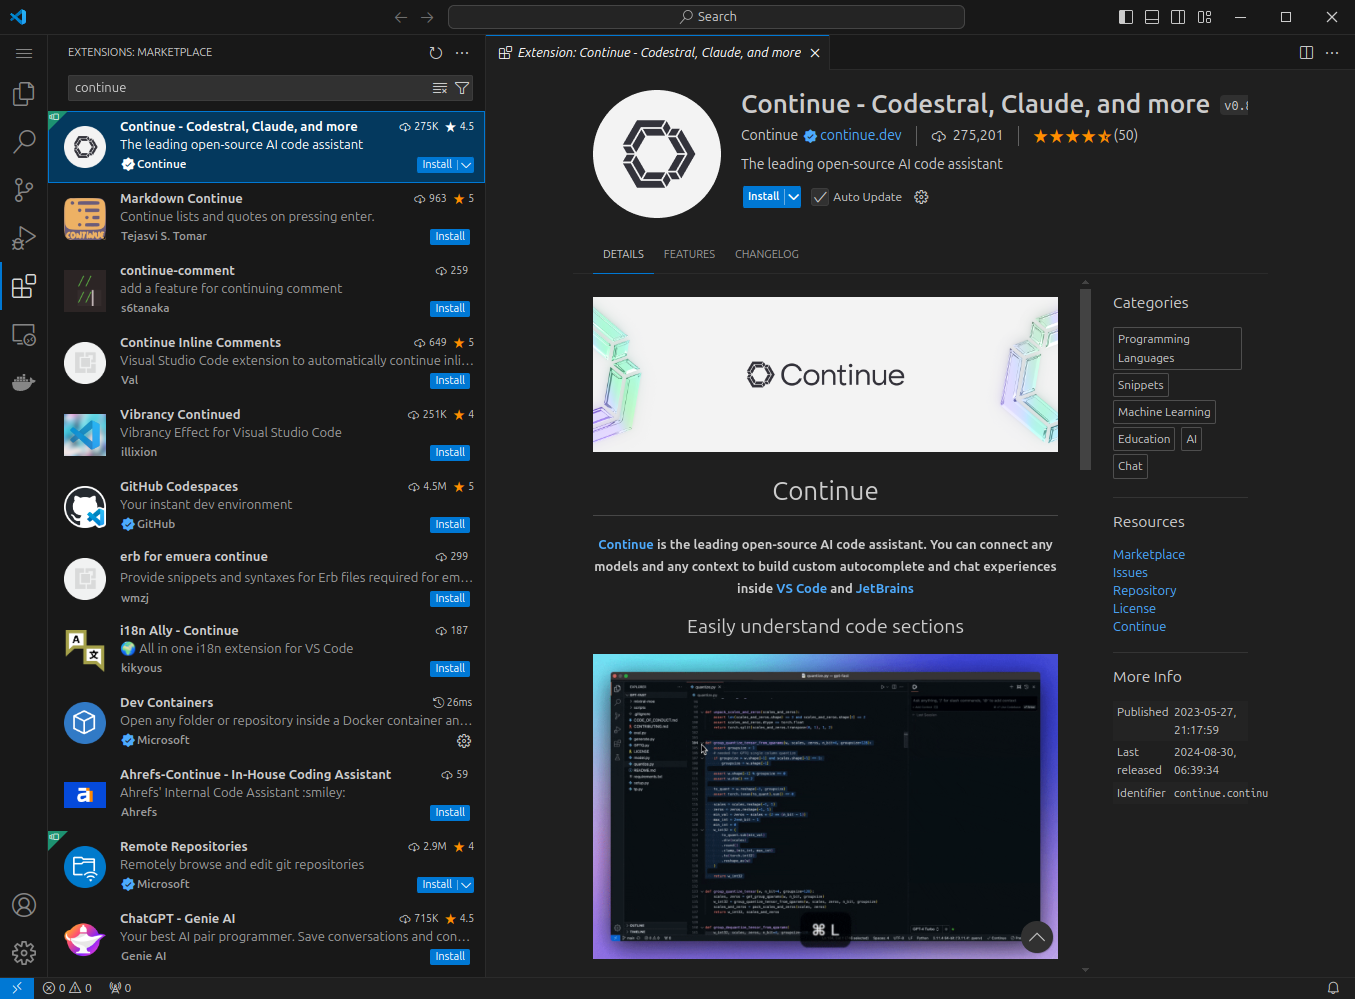 Search
EXTENSIONS: MARKETPLACE
continue
Continue - Codestral, Claude, and more 275K 4.5
The leading open-source AI code assistant
Continue Install
Markdown Continue 963 5
Continue lists and quotes on pressing enter.
Tejasvi S. Tomar Install
continue-comment 259
add a feature for continuing comment
s6tanaka Install
Continue Inline Comments 649 5
Visual Studio Code extension to automatically continue inli...
Val Install
Vibrancy Continued 251K 4
Vibrancy Effect for Visual Studio Code
illixion Install
GitHub Codespaces 4.5M 5
Your instant dev environment
GitHub Install
erb for emuera continue 299
Provide snippets and syntaxes for Erb files required for em...
wmzj Install
i18n Ally - Continue 187
All in one i18n extension for VS Code
kikyous Install
Dev Containers 26ms
Open any folder or repository inside a Docker container an...
Microsoft
Ahrefs-Continue - In-House Coding Assistant 59
Ahrefs' Internal Code Assistant :smiley:
Ahrefs Install
Remote Repositories 2.9M 4
Remotely browse and edit git repositories
Microsoft Install
ChatGPT - Genie AI 715K 4.5
Your best AI pair programmer. Save conversations and con...
Genie AI Install
0 0 0
Extension: Continue - Codestral, Claude, and more
Continue - Codestral, Claude, and more v0.8
Continue continue.dev 275,201 (50)
The leading open-source AI code assistant
Install Auto Update
DETAILS FEATURES CHANGELOG
Continue
Continue
Continue is the leading open-source AI code assistant. You can connect any
models and any context to build custom autocomplete and chat experiences
inside VS Code and JetBrains
Easily understand code sections
⌘ L
Categories
Programming
Languages
Snippets
Machine Learning
Education AI
Chat
Resources
Marketplace
Issues
Repository
License
Continue
More Info
Published 2023-05-27,
21:17:59
Last 2024-08-30,
released 06:39:34
Identifier continue.continu